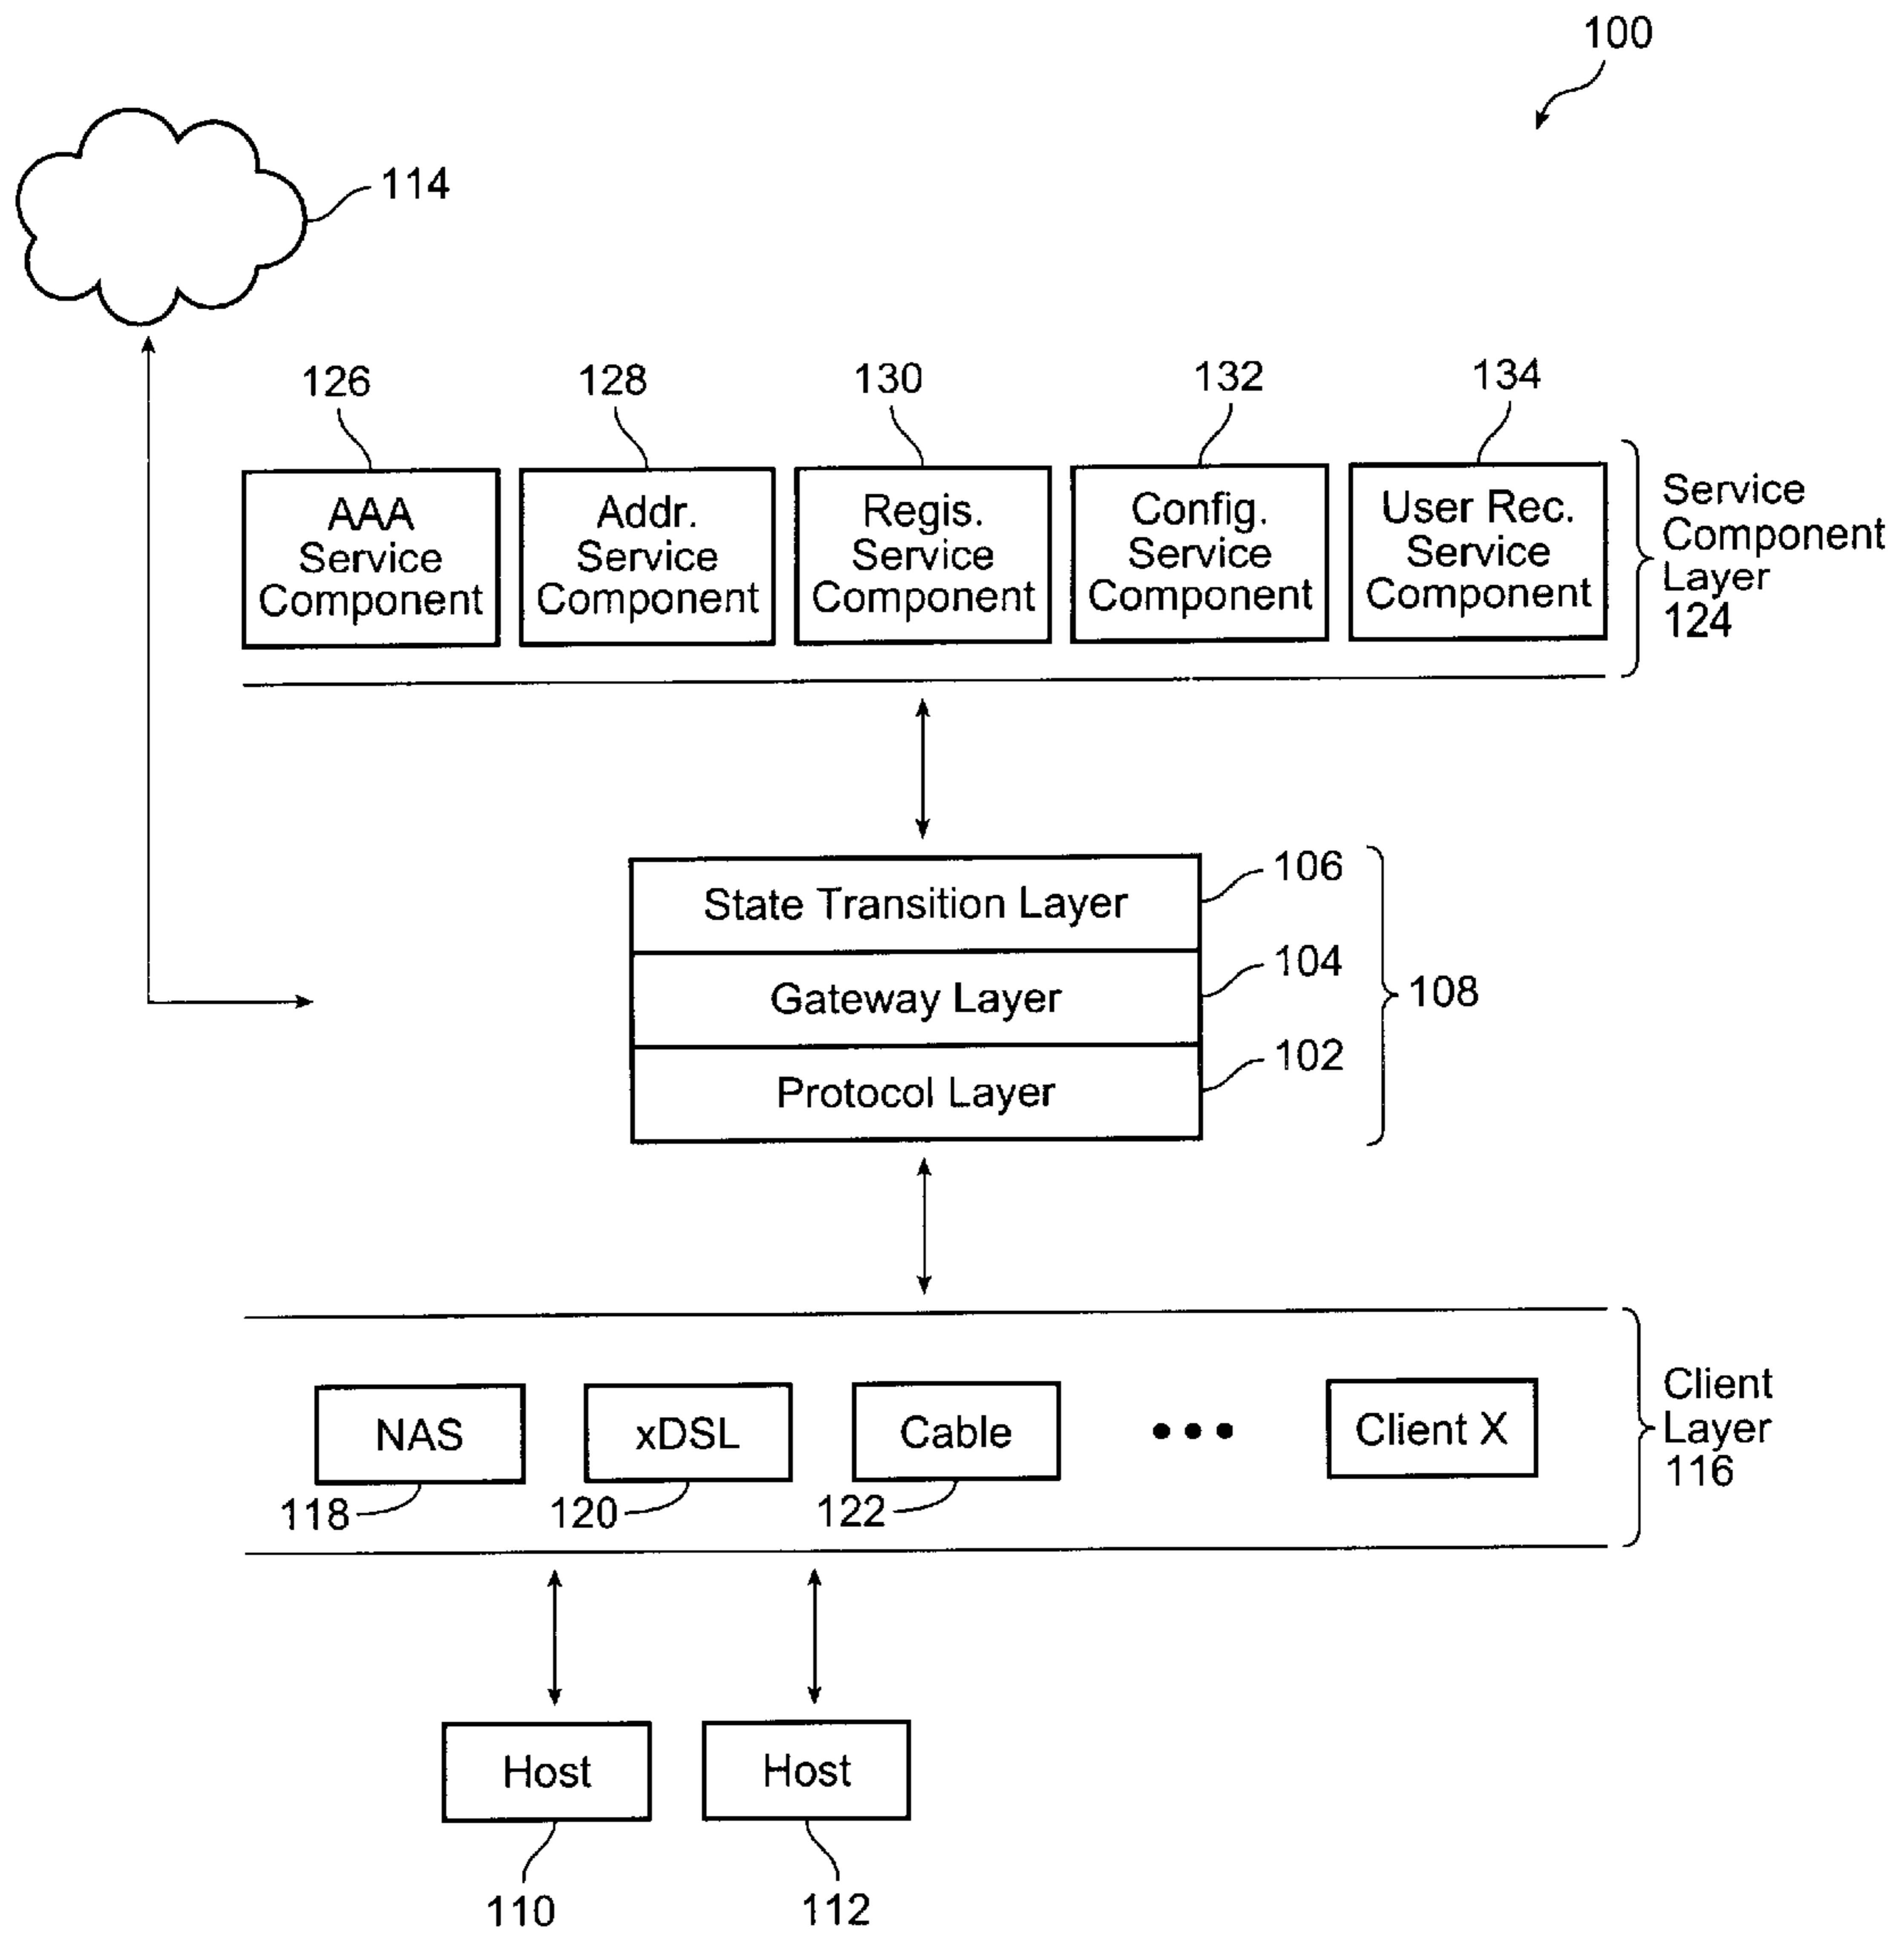 100
114
126
128
130
132
134
AAA
Service
Component
Addr.
Service
Component
Regis.
Service
Component
Config.
Service
Component
User Rec.
Service
Component
Service
Component
Layer
124
State Transition Layer
106
Gateway Layer
104
Protocol Layer
102
108
NAS
118
xDSL
120
Cable
122
•••
Client X
Client
Layer
116
Host
110
Host
112